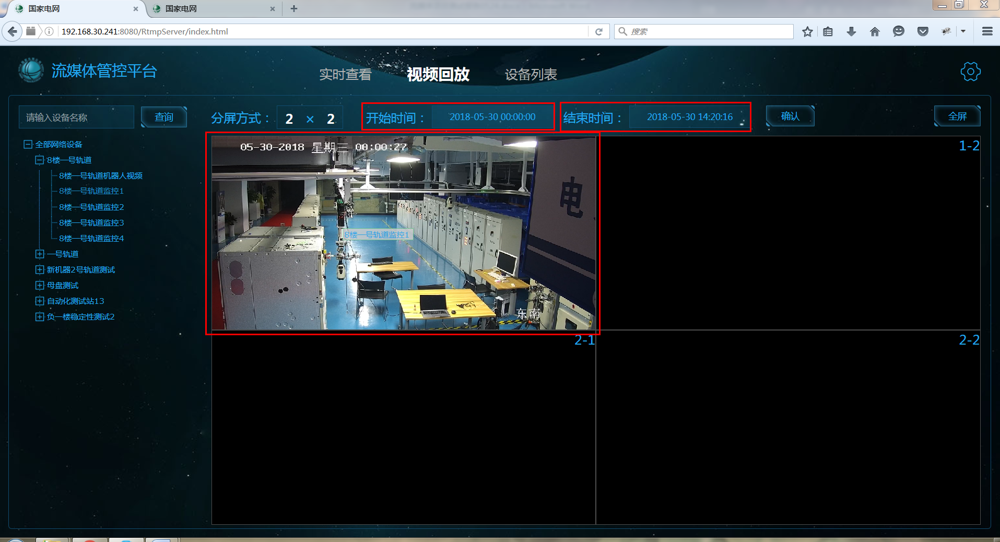 国家电网
国家电网
192.168.30.241:8080/RtmpServer/index.html
搜索
流媒体管控平台
实时查看
视频回放
设备列表
请输入设备名称
查询
分屏方式：
2 × 2
开始时间：
2018-05-30 00:00:00
结束时间：
2018-05-30 14:20:16
确认
全屏
全部网络设备
8楼一号轨道
8楼一号轨道机器人视频
8楼一号轨道监控1
8楼一号轨道监控2
8楼一号轨道监控3
8楼一号轨道监控4
一号轨道
新机器2号轨道测试
母盘测试
自动化测试站13
负一楼稳定性测试2
05-30-2018 星期三 00:00:27
电
8楼一号轨道监控1
东南
1-2
2-1
2-2